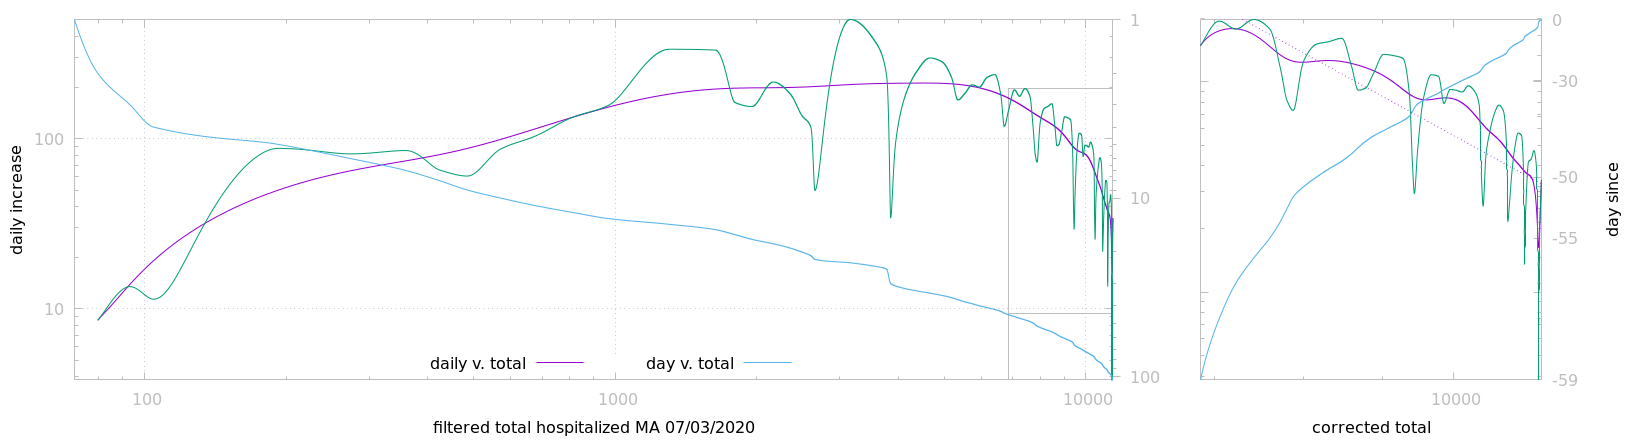 1
0
-30
100
daily increase
10
-50
day since
-55
10
daily v. total
day v. total
100
-59
100
1000
10000
10000
filtered total hospitalized MA 07/03/2020
corrected total